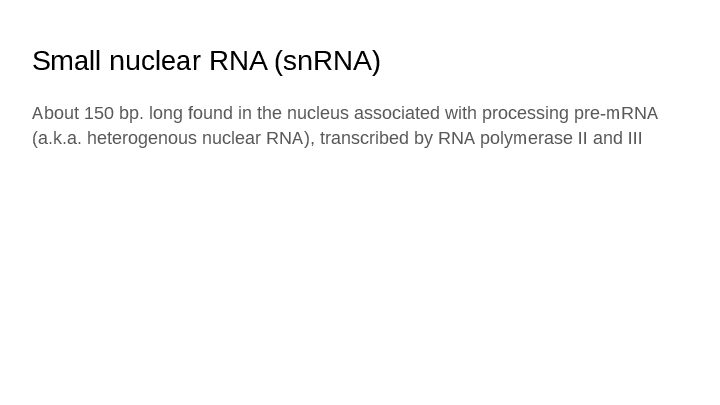 Small nuclear RNA (snRNA)
About 150 bp. long found in the nucleus associated with processing pre-mRNA
(a.k.a. heterogenous nuclear RNA), transcribed by RNA polymerase II and III